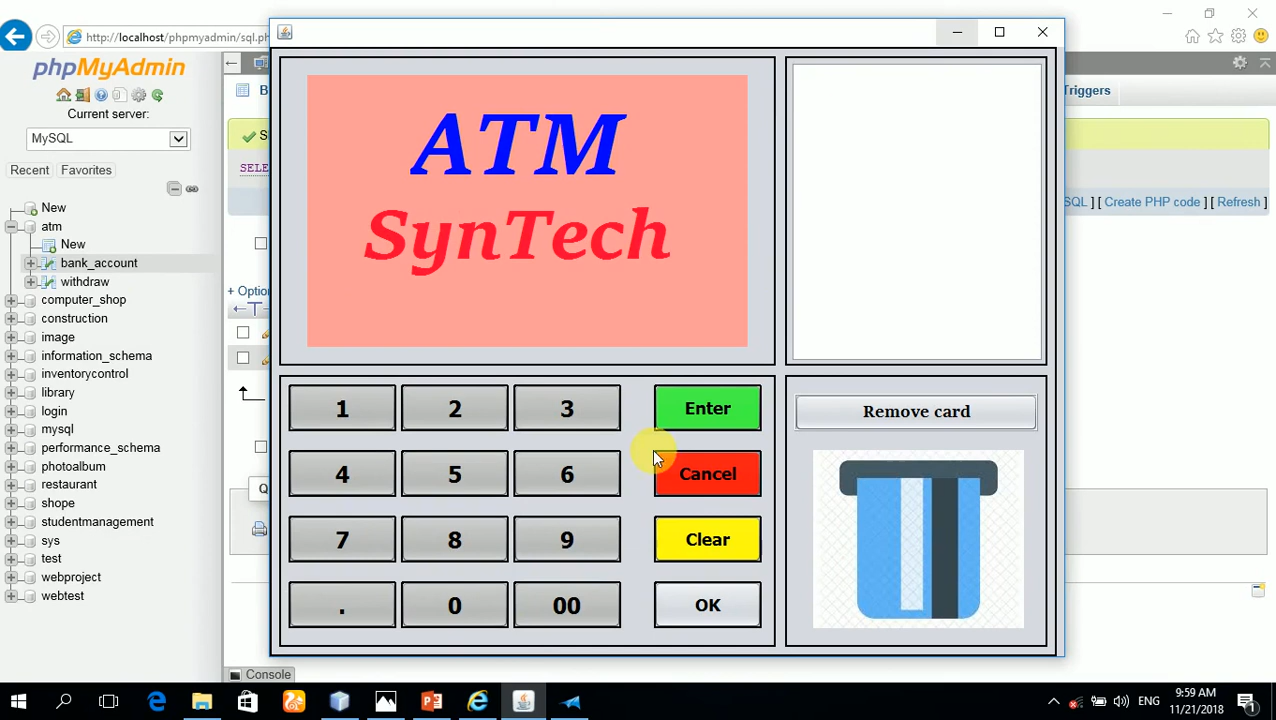 http://localhost/phpmyadmin/sql.ph
phpMyAdmin
Current server:
MySQL
Recent
Favorites
New
atm
New
bank_account
withdraw
computer_shop
construction
image
information_schema
inventorycontrol
library
login
mysql
performance_schema
photoalbum
restaurant
shope
studentmanagement
sys
test
webproject
webtest
B
S
SELE
+ Optio
Triggers
SQL ] [ Create PHP code ] [ Refresh ]
Q
Console
ATM
SynTech
1 2 3 Enter
4 5 6 Cancel
7 8 9 Clear
. 0 00 OK
Remove card
ENG
9:59 AM
11/21/2018
1